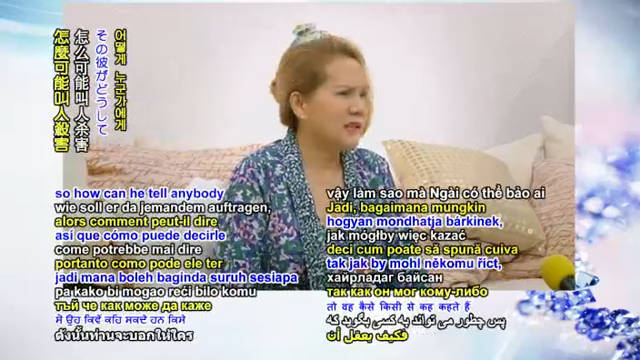 어떻게 누군가에게
その彼がどうして
怎么可能叫人杀害
怎麼可能叫人殺害
so how can he tell anybody
wie soll er da jemandem auftragen,
alors comment peut-il dire
así que cómo puede decirle
come potrebbe mai dire
portanto como pode ele ter
jadi mana boleh baginda suruh sesiapa
pa kako bi mogao reći bilo komu
тъй че как може да каже
ਸੋ ਉਹ ਕਿਵੇਂ ਕਹਿ ਸਕਦੇ ਹਨ ਕਿਸੇ
ดังนั้นท่านจะบอกให้ใคร
vậy làm sao mà Ngài có thể bảo ai
Jadi, bagaimana mungkin
hogyan mondhatja bárkinek,
jak mógłby więc kazać
deci cum poate să spună cuiva
tak jak by mohl někomu říct,
хайрладаг байсан
так как он мог кому-либо
तो वह कैसे किसी से कह कहते हैं
پس چطور می تواند به کسی بگوید که
فكيف يعقل أن